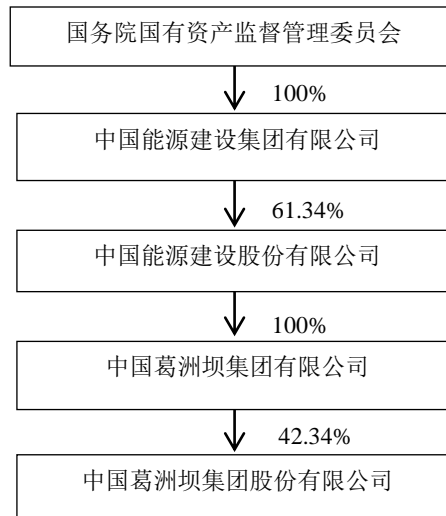 国务院国有资产监督管理委员会
100%
中国能源建设集团有限公司
61.34%
中国能源建设股份有限公司
100%
中国葛洲坝集团有限公司
42.34%
中国葛洲坝集团股份有限公司